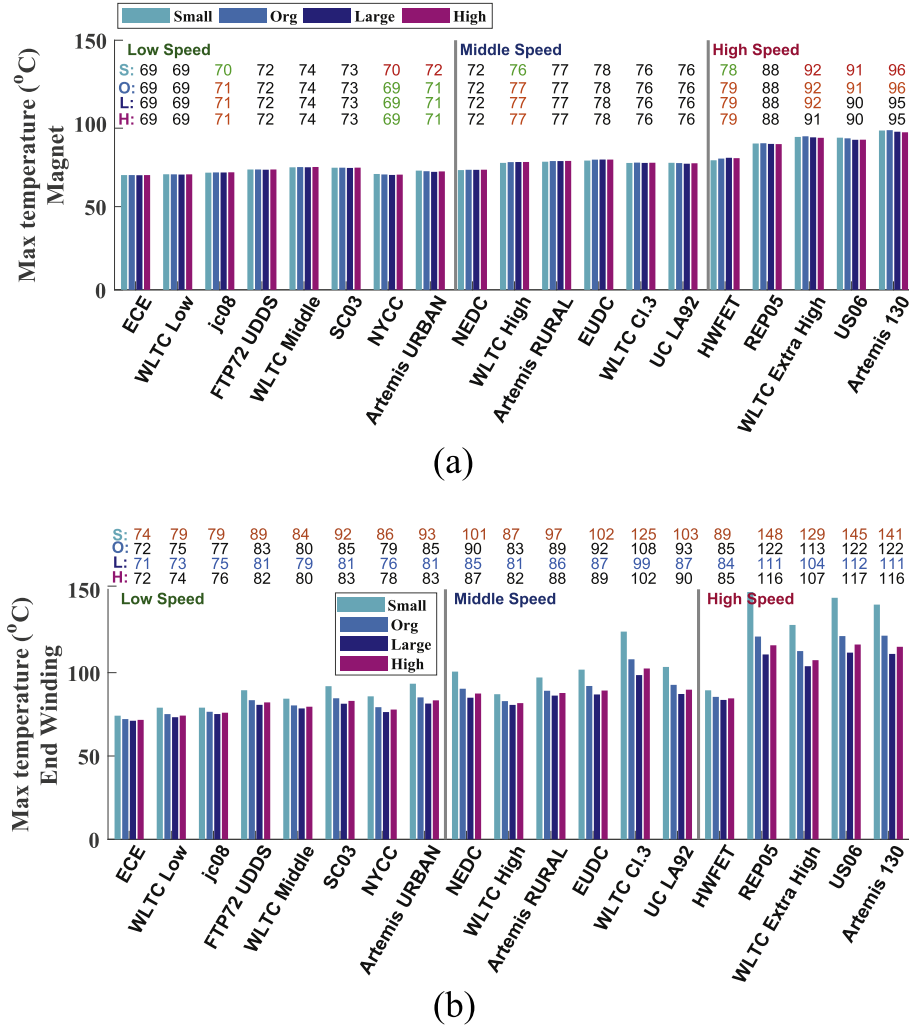 Small Org Large High
150
Low Speed Middle Speed High Speed
S: 69 69 70 72 74 73 70 72 72 76 77 78 76 76 78 88 92 91 96
O: 69 69 71 72 74 73 69 71 72 77 77 78 76 76 79 88 92 91 96
L: 69 69 71 72 74 73 69 71 72 77 77 78 76 76 79 88 92 90 95
H: 69 69 71 72 74 73 69 71 72 77 77 78 76 76 79 88 91 90 95
100
50
0
Max temperature (°C)
Magnet
ECE
WLTC Low
jc08
FTP72 UDDS
WLTC Middle
SC03
NYCC
Artemis URBAN
NEDC
WLTC High
Artemis RURAL
EUDC
WLTC Cl.3
UC LA92
HWFET
REP05
WLTC Extra High
US06
Artemis 130
(a)
S: 74 79 79 89 84 92 86 93 101 87 97 102 125 103 89 148 129 145 141
O: 72 75 77 83 80 85 79 85 90 83 89 92 108 93 85 122 113 122 122
L: 71 73 75 81 79 81 76 81 85 81 86 87 99 87 84 111 104 112 111
H: 72 74 76 82 80 83 78 83 87 82 88 89 102 90 85 116 107 117 116
150
Low Speed Middle Speed High Speed
Small
Org
Large
High
100
50
0
Max temperature (°C)
End Winding
ECE
WLTC Low
jc08
FTP72 UDDS
WLTC Middle
SC03
NYCC
Artemis URBAN
NEDC
WLTC High
Artemis RURAL
EUDC
WLTC Cl.3
UC LA92
HWFET
REP05
WLTC Extra High
US06
Artemis 130
(b)